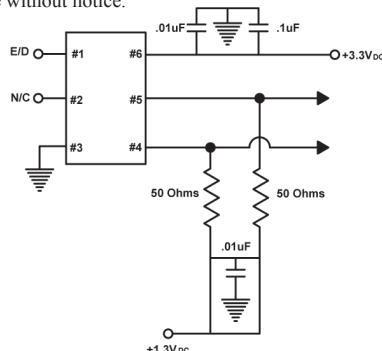 e without notice.
.01uF
.1uF
E/D
#1
#6
+3.3VDC
N/C
#2
#5
#3
#4
50 Ohms
50 Ohms
.01uF
+1.3VDC